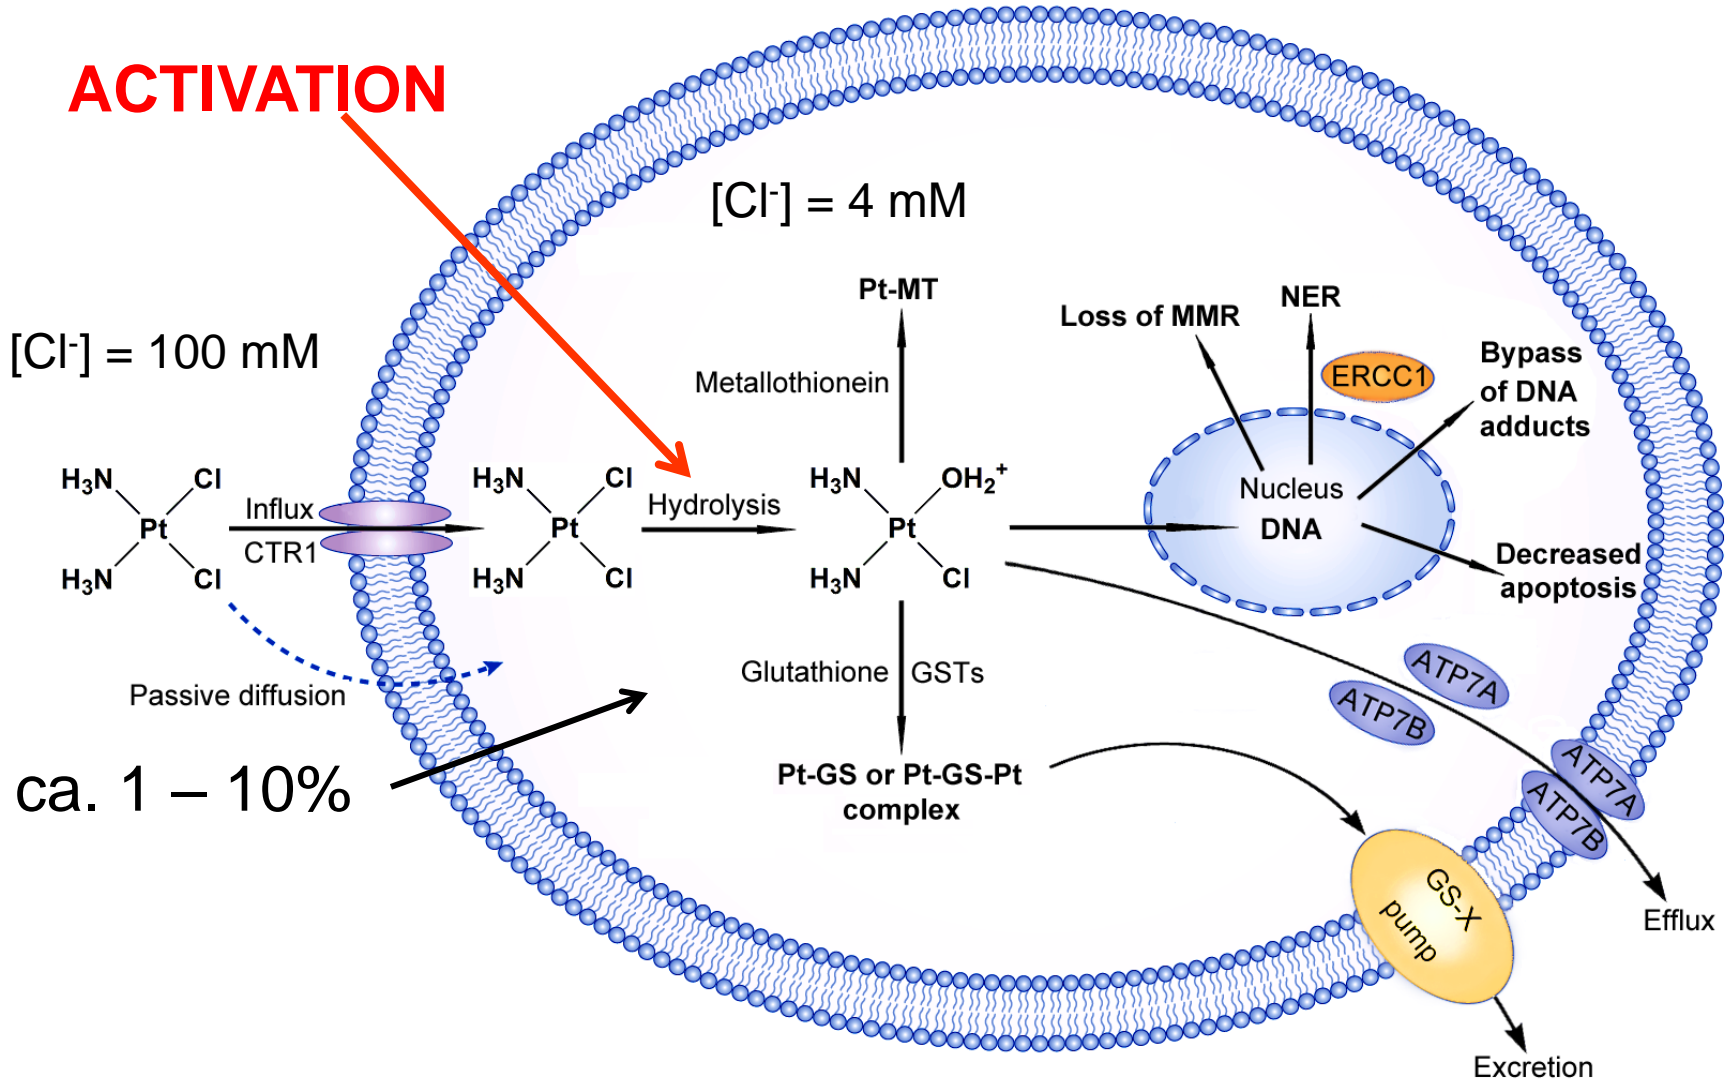 ACTIVATION
[Cl⁻] = 4 mM
[Cl⁻] = 100 mM
Pt-MT
Metallothionein
Loss of MMR
NER
ERCC1
Bypass
of DNA
adducts
H₃N
Cl
Pt
H₃N
Cl
Influx
CTR1
H₃N
Cl
Pt
H₃N
Cl
Hydrolysis
H₃N
OH₂⁺
Pt
H₃N
Cl
Nucleus
DNA
Decreased
apoptosis
Passive diffusion
ca. 1 – 10%
Glutathione
GSTs
Pt-GS or Pt-GS-Pt
complex
ATP7A
ATP7B
ATP7A
ATP7B
GS-X
pump
Efflux
Excretion